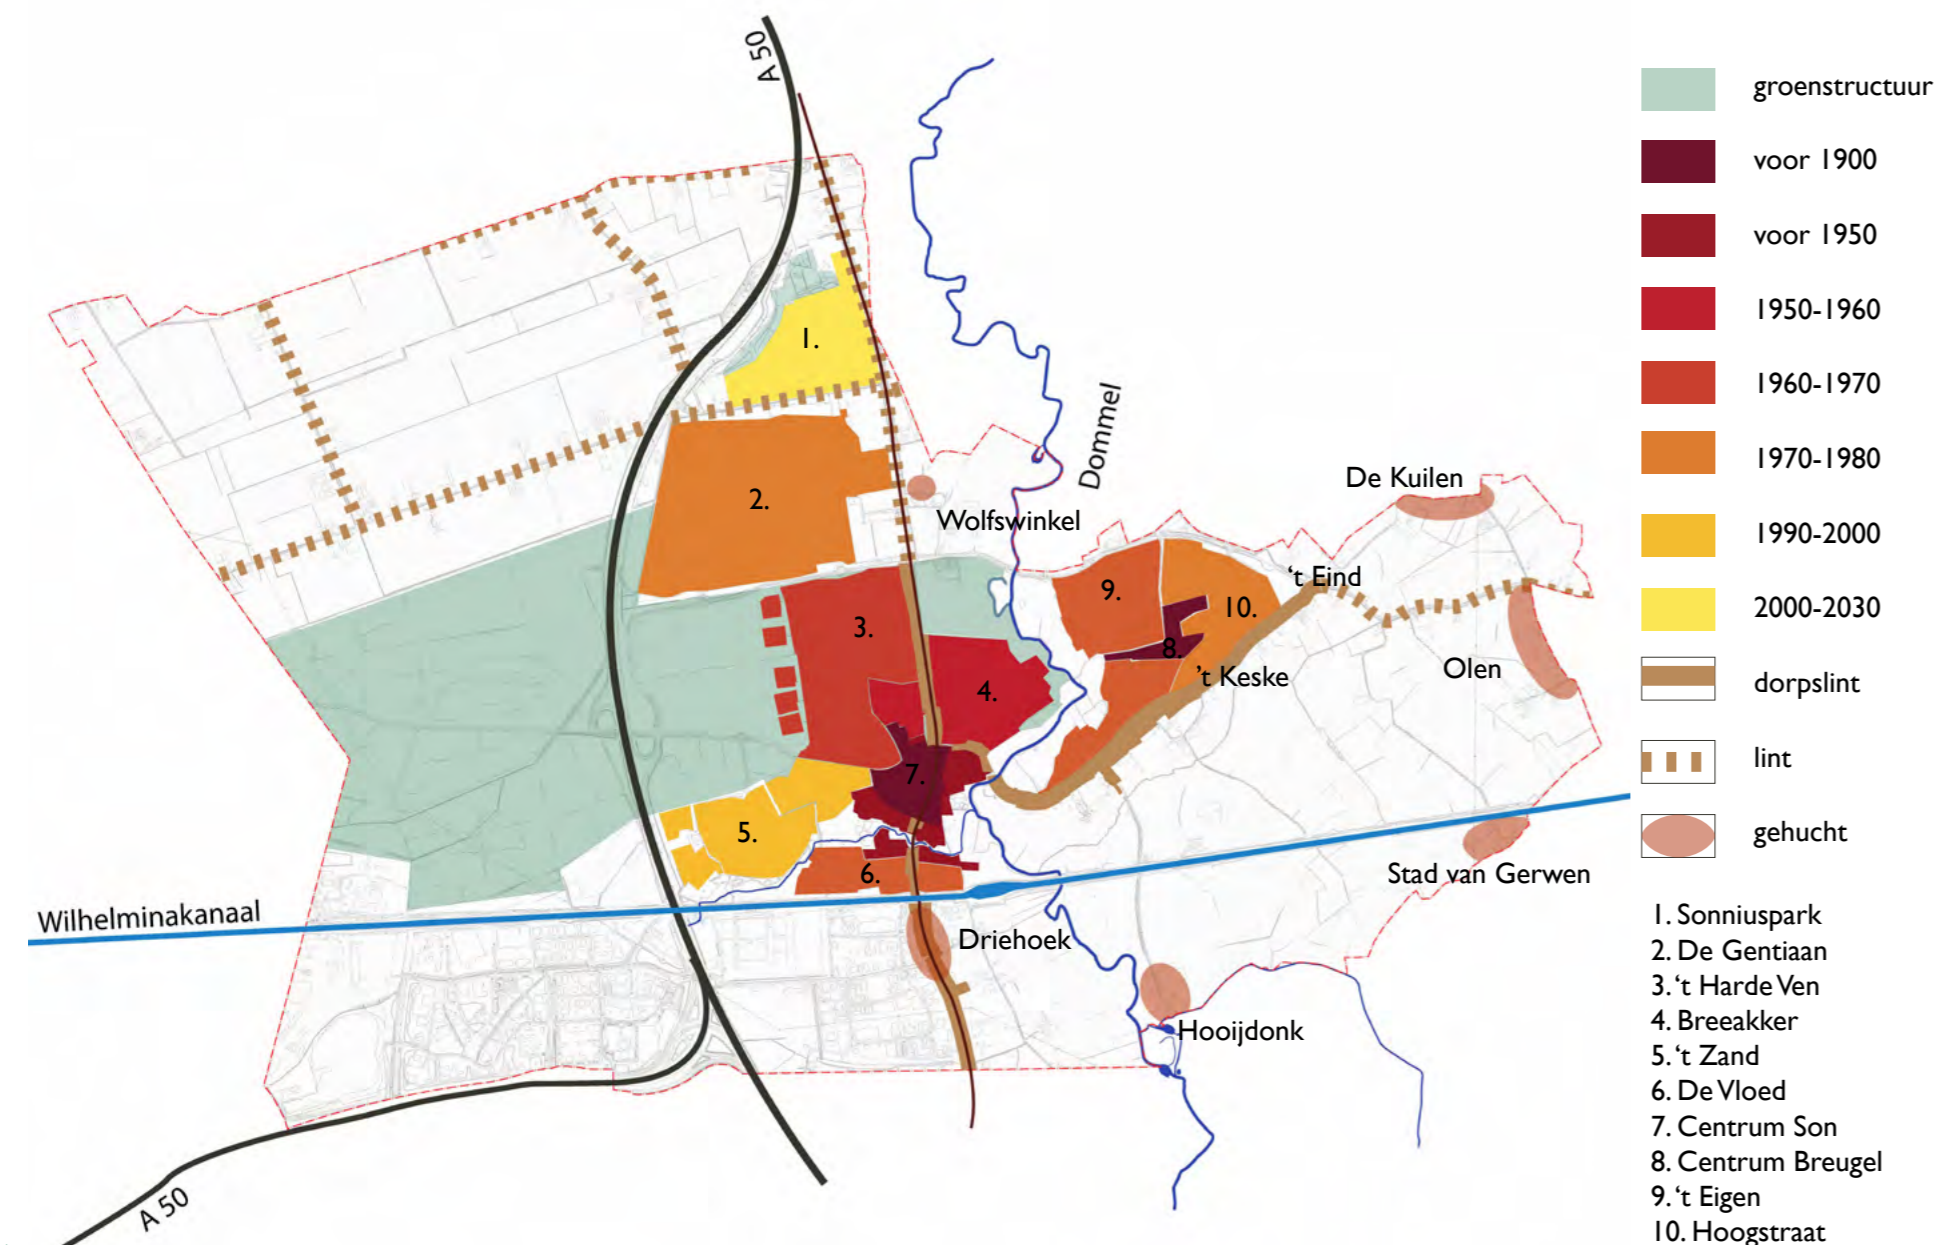 A 50
Dommel
De Kuilen
Wolfswinkel
't Eind
Olen
't Keske
Stad van Gerwen
Wilhelminakanaal
Driehoek
Hooijdonk
A 50
1.
2.
3.
4.
5.
6.
7.
8.
9.
10.
groenstructuur
voor 1900
voor 1950
1950-1960
1960-1970
1970-1980
1990-2000
2000-2030
dorpslint
lint
gehucht
1. Sonniuspark
2. De Gentiaan
3. 't Harde Ven
4. Breeakker
5. 't Zand
6. De Vloed
7. Centrum Son
8. Centrum Breugel
9. 't Eigen
10. Hoogstraat